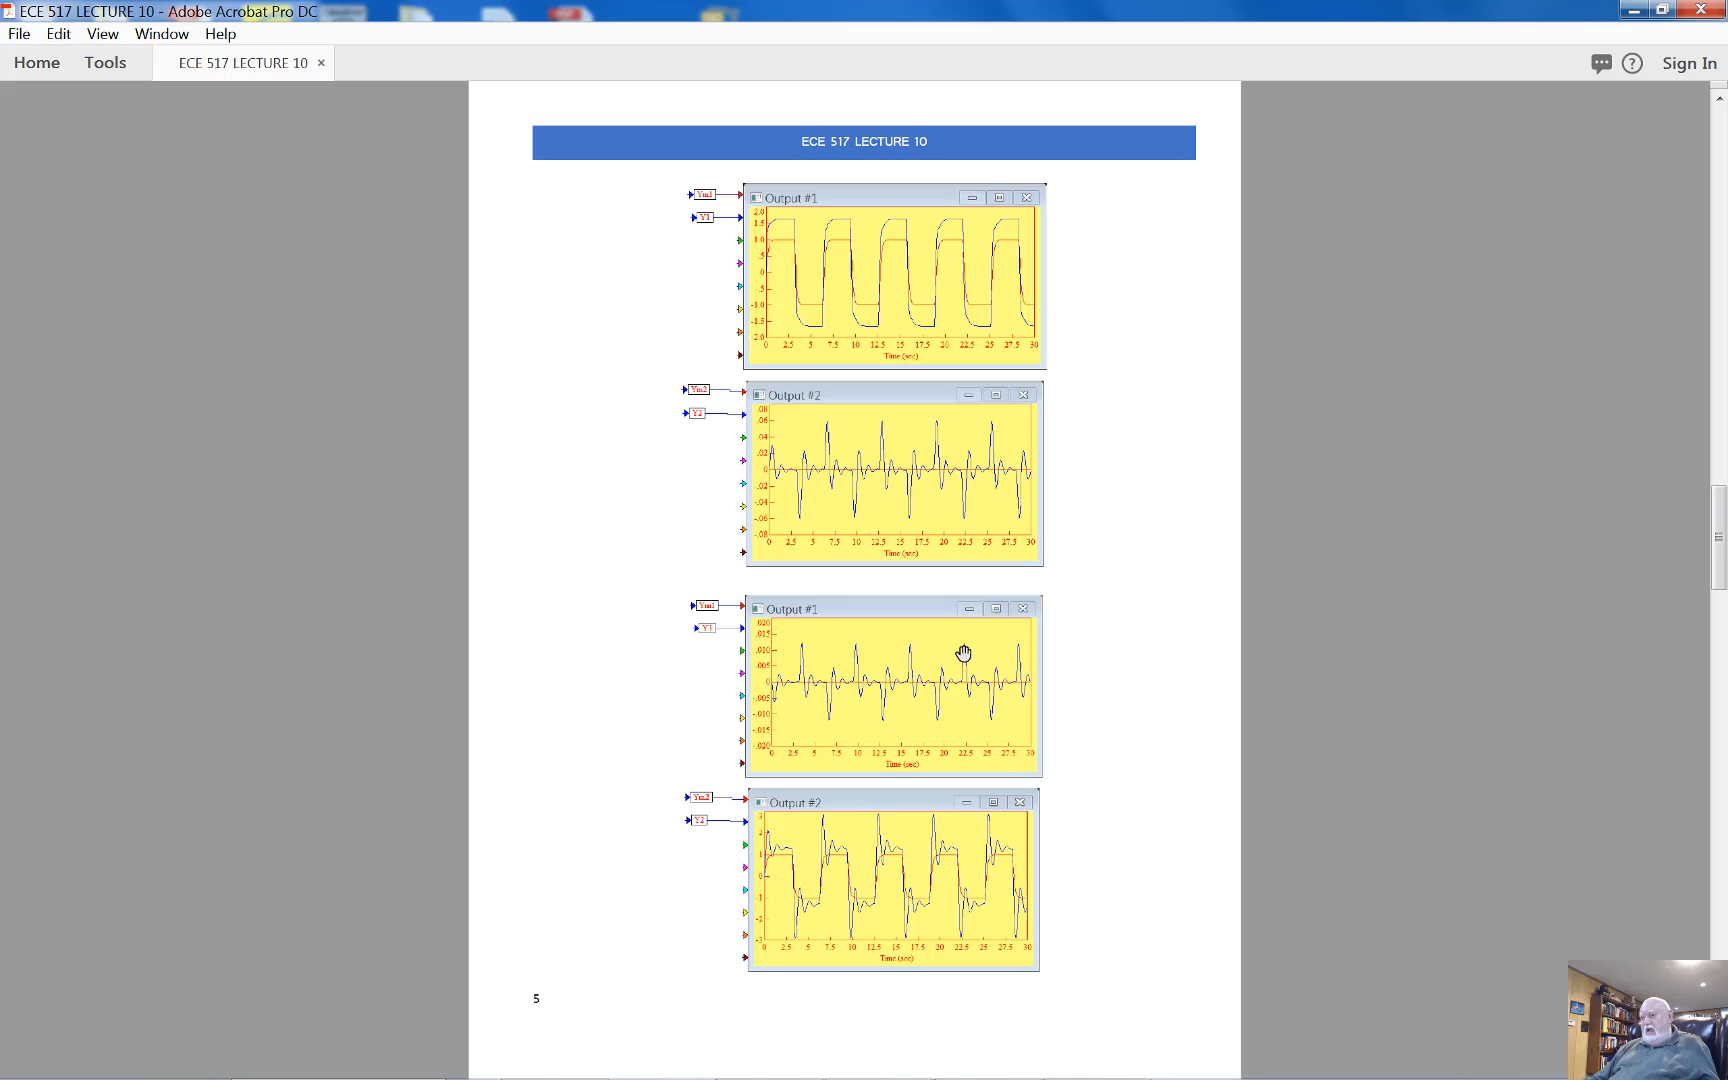 ECE 517 LECTURE 10 - Adobe Acrobat Pro DC
File Edit View Window Help
Home Tools ECE 517 LECTURE 10 × Sign In
ECE 517 LECTURE 10
Ym1
Y1
Output #1
2.0
1.5
1.0
.5
0
-.5
-1.0
-1.5
-2.0
0 2.5 5 7.5 10 12.5 15 17.5 20 22.5 25 27.5 30
Time (sec)
Ym2
Y2
Output #2
.08
.06
.04
.02
0
-.02
-.04
-.06
-.08
0 2.5 5 7.5 10 12.5 15 17.5 20 22.5 25 27.5 30
Time (sec)
Ym1
Y1
Output #1
.020
.015
.010
.005
0
-.005
-.010
-.015
-.020
0 2.5 5 7.5 10 12.5 15 17.5 20 22.5 25 27.5 30
Time (sec)
Ym2
Y2
Output #2
3
2
1
0
-1
-2
-3
0 2.5 5 7.5 10 12.5 15 17.5 20 22.5 25 27.5 30
Time (sec)
5